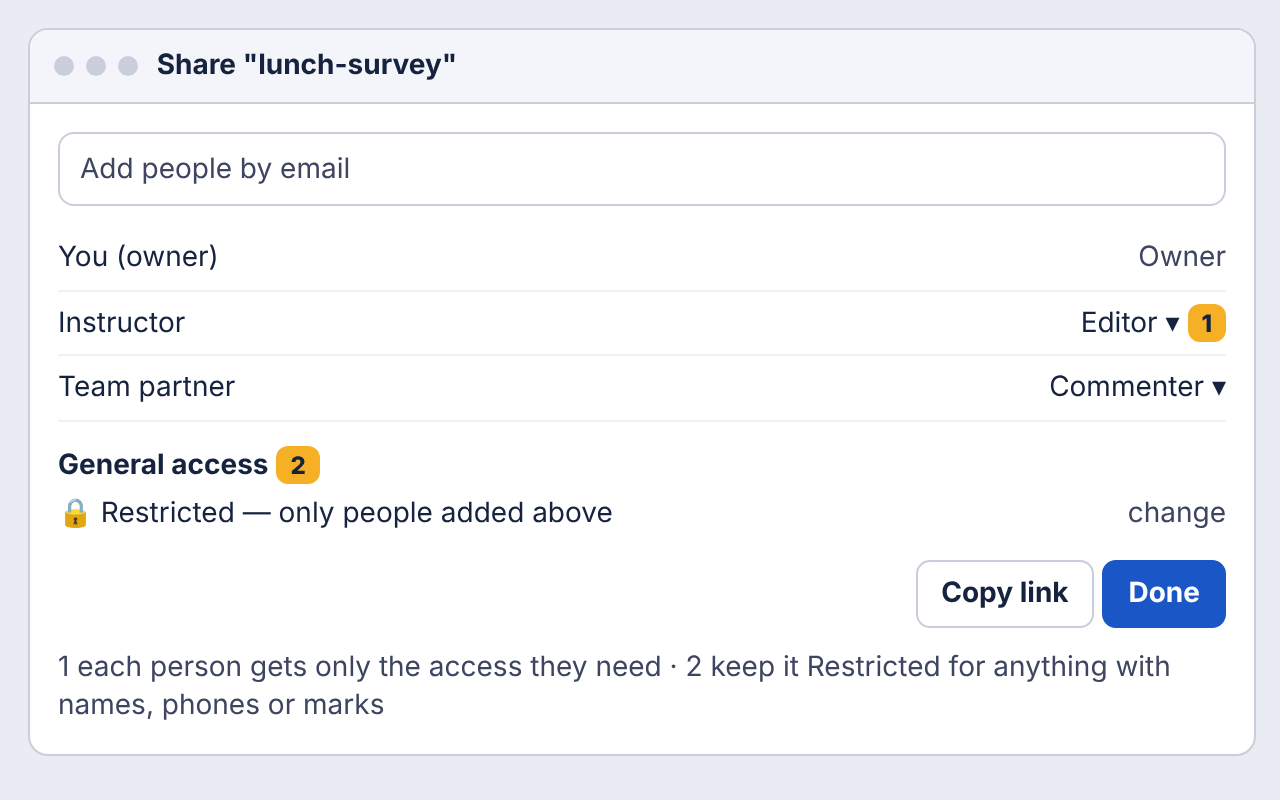 Share "lunch-survey"
Add people by email
You (owner) Owner
Instructor Editor ▾ 1
Team partner Commenter ▾
General access 2
🔒 Restricted — only people added above change
Copy link Done
1 each person gets only the access they need · 2 keep it Restricted for anything with
names, phones or marks